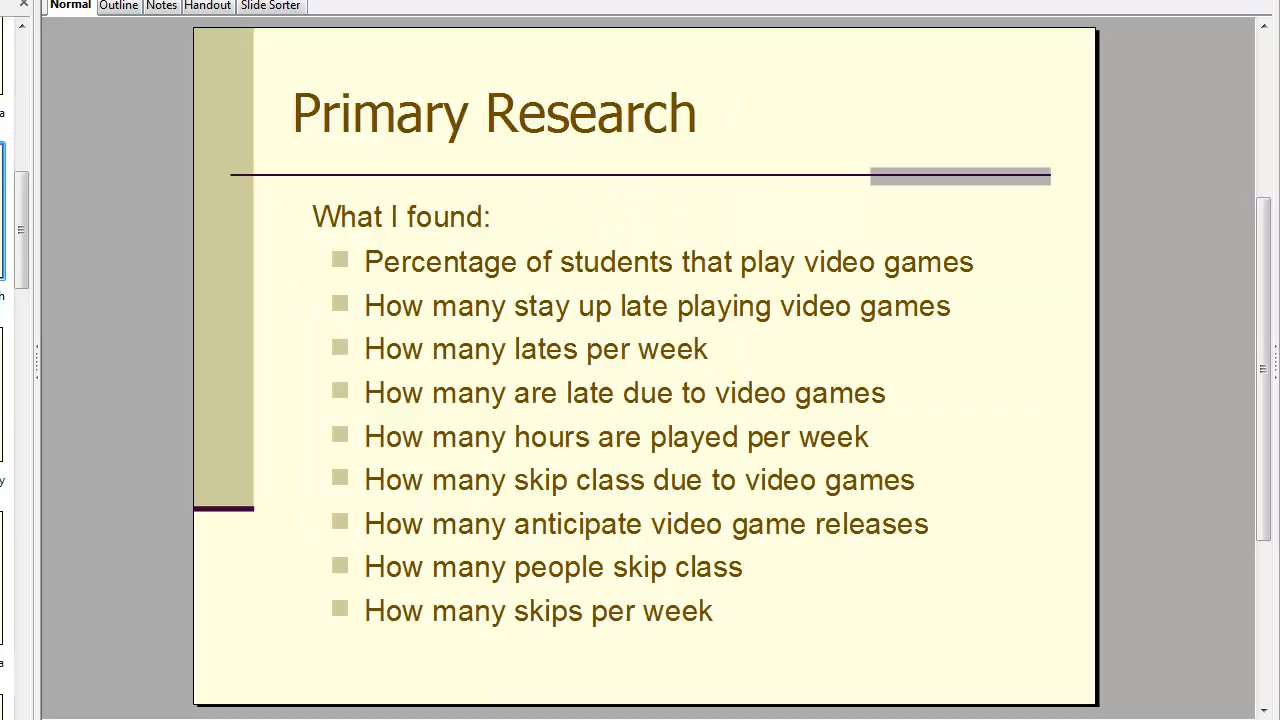 Normal Outline Notes Handout Slide Sorter
Primary Research
What I found:
Percentage of students that play video games
How many stay up late playing video games
How many lates per week
How many are late due to video games
How many hours are played per week
How many skip class due to video games
How many anticipate video game releases
How many people skip class
How many skips per week
a
h
y
a